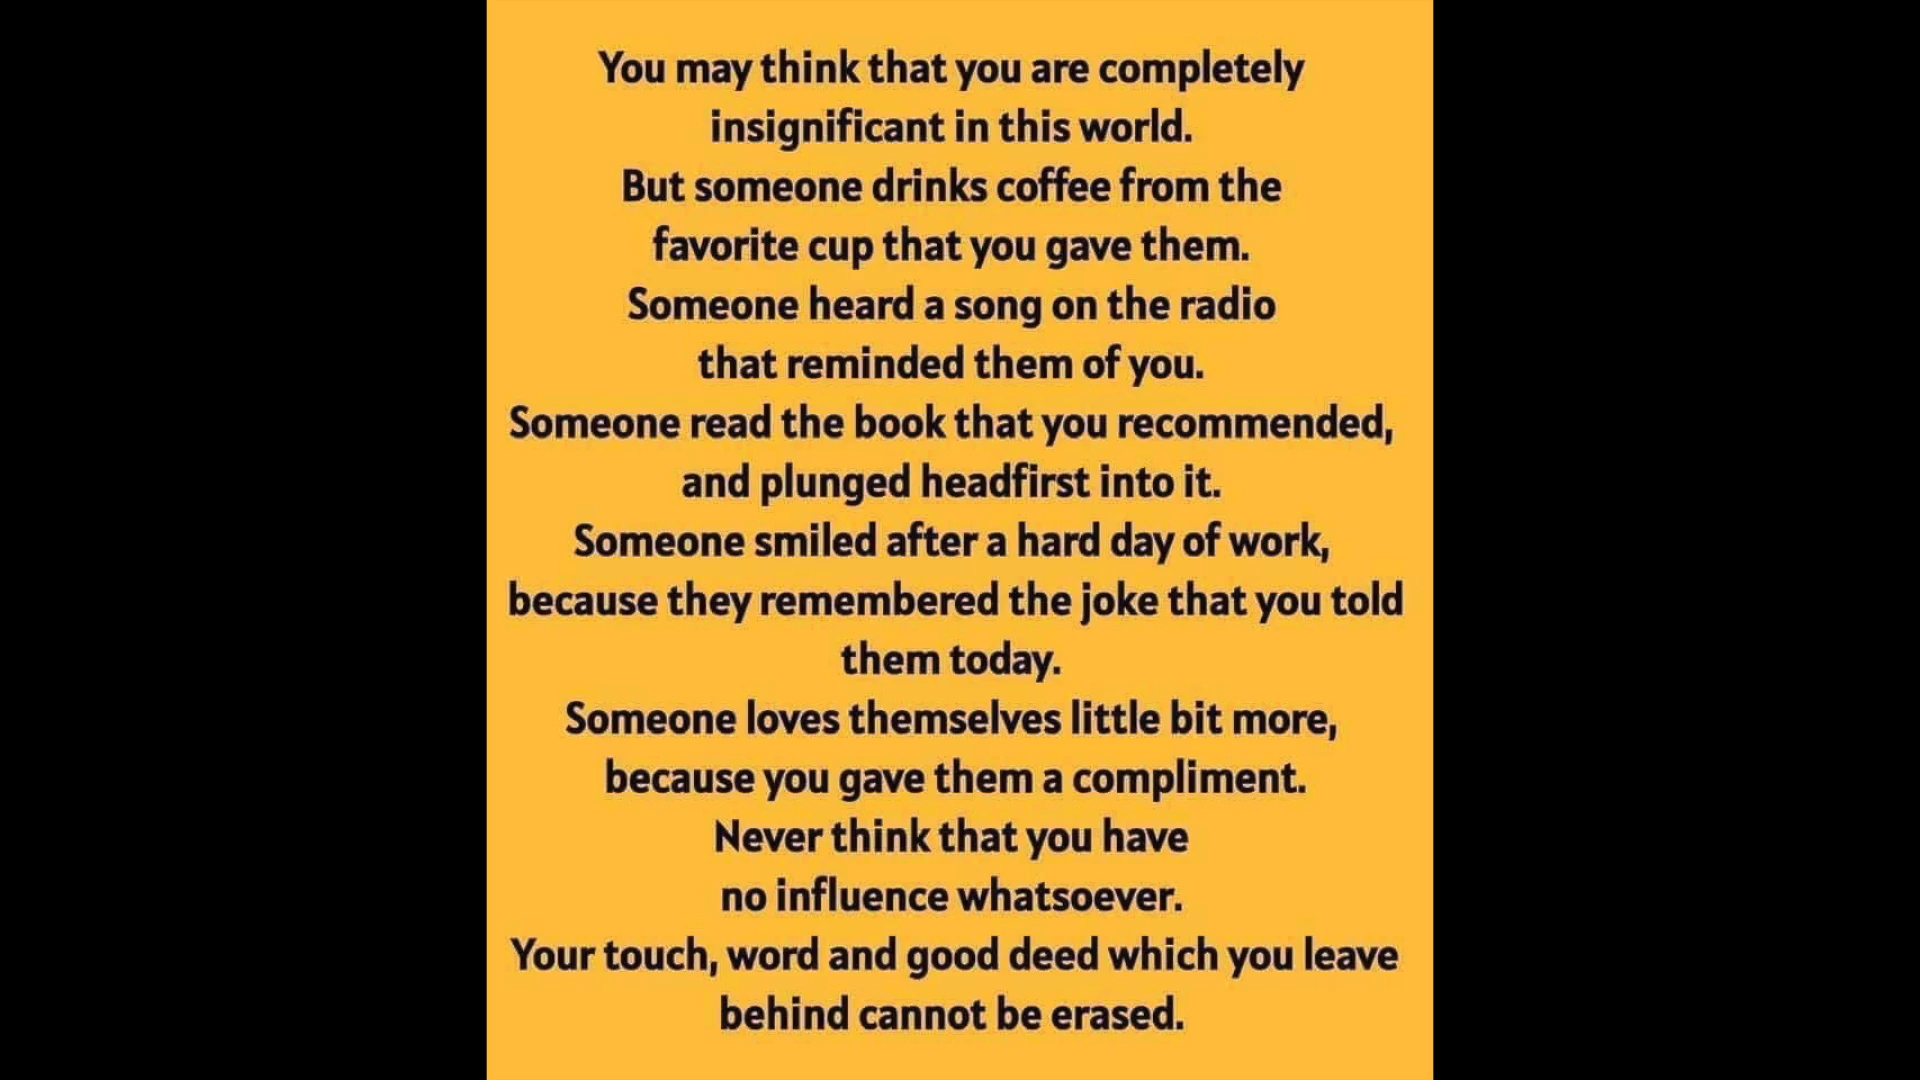 You may think that you are completely
insignificant in this world.
But someone drinks coffee from the
favorite cup that you gave them.
Someone heard a song on the radio
that reminded them of you.
Someone read the book that you recommended,
and plunged headfirst into it.
Someone smiled after a hard day of work,
because they remembered the joke that you told
them today.
Someone loves themselves little bit more,
because you gave them a compliment.
Never think that you have
no influence whatsoever.
Your touch, word and good deed which you leave
behind cannot be erased.